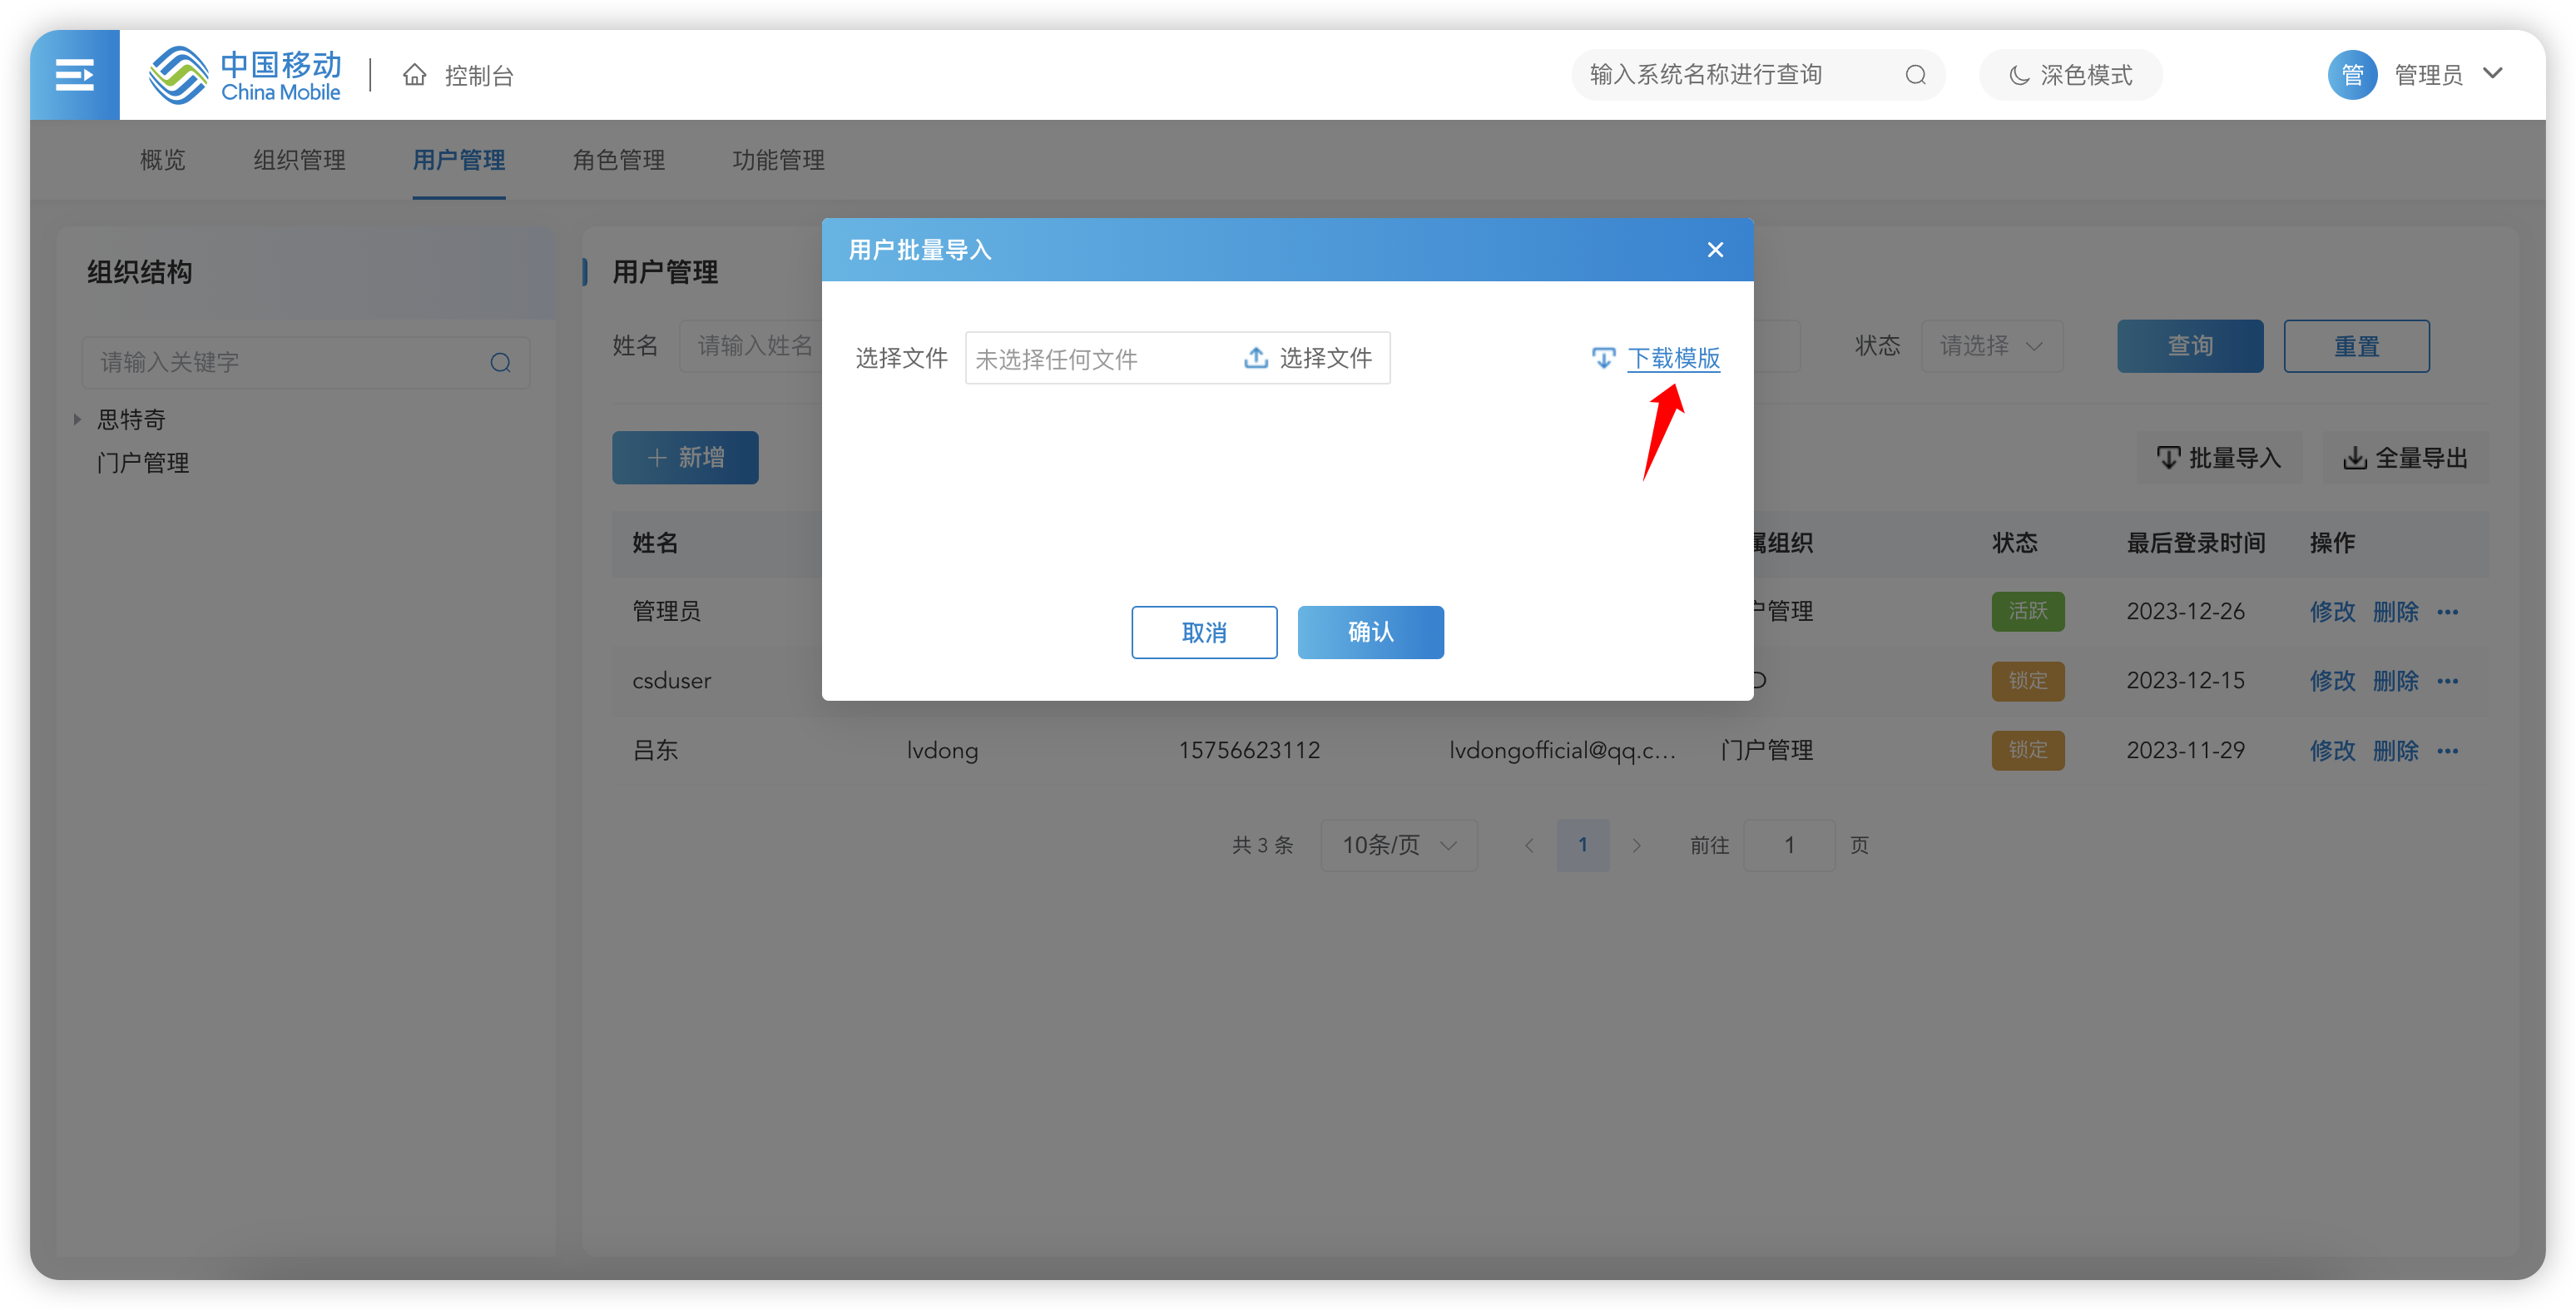 中国移动
China Mobile
控制台
输入系统名称进行查询
深色模式
管
管理员
概览
组织管理
用户管理
角色管理
功能管理
组织结构
请输入关键字
思特奇
门户管理
用户管理
姓名
请输入姓名
状态
请选择
查询
重置
新增
批量导入
全量导出
用户批量导入
选择文件
未选择任何文件
选择文件
下载模版
取消
确认
姓名
组织
状态
最后登录时间
操作
管理员
管理
活跃
2023-12-26
修改 删除
csduser
锁定
2023-12-15
修改 删除
吕东
lvdong
15756623112
lvdongofficial@qq.c...
门户管理
锁定
2023-11-29
修改 删除
共 3 条
10条/页
1
前往
1
页